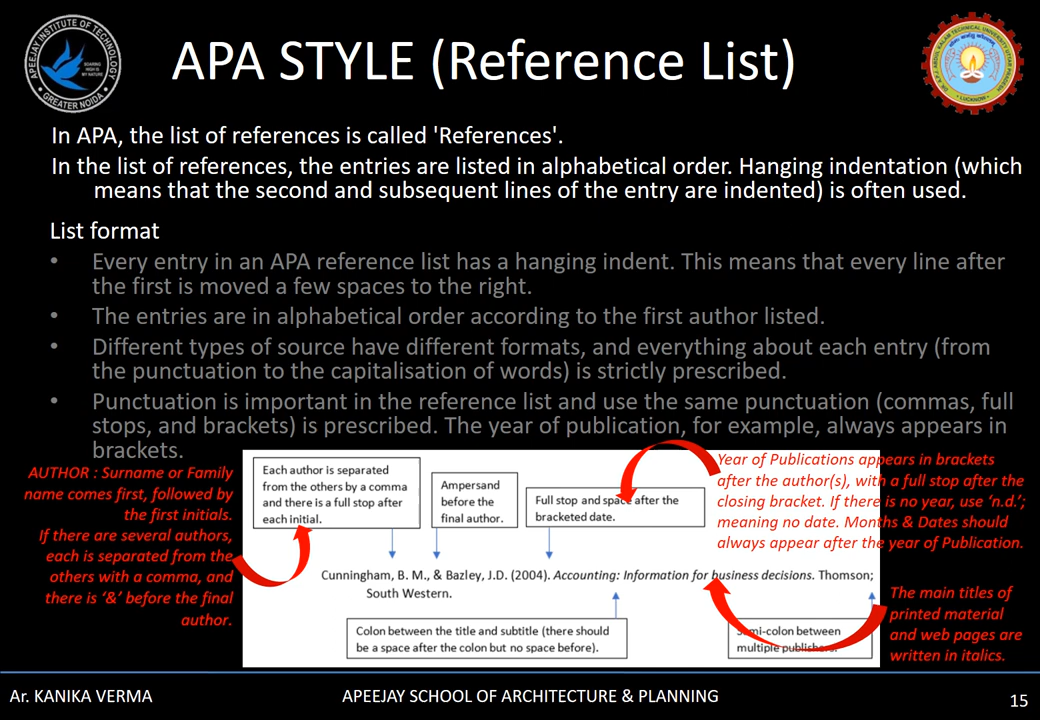 APEEJAY INSTITUTE OF TECHNOLOGY
SOARING HIGH IS MY NATURE
GREATER NOIDA
APA STYLE (Reference List)
In APA, the list of references is called 'References'.
In the list of references, the entries are listed in alphabetical order. Hanging indentation (which
means that the second and subsequent lines of the entry are indented) is often used.
List format
• Every entry in an APA reference list has a hanging indent. This means that every line after
the first is moved a few spaces to the right.
• The entries are in alphabetical order according to the first author listed.
• Different types of source have different formats, and everything about each entry (from
the punctuation to the capitalisation of words) is strictly prescribed.
• Punctuation is important in the reference list and use the same punctuation (commas, full
stops, and brackets) is prescribed. The year of publication, for example, always appears in
brackets.
AUTHOR : Surname or Family
name comes first, followed by
the first initials.
If there are several authors,
each is separated from the
others with a comma, and
there is ‘&’ before the final
author.
Each author is separated
from the others by a comma
and there is a full stop after
each initial.
Ampersand
before the
final author.
Full stop and space after the
bracketed date.
Year of Publications appears in brackets
after the author(s), with a full stop after the
closing bracket. If there is no year, use ‘n.d.’;
meaning no date. Months & Dates should
always appear after the year of Publication.
Cunningham, B. M., & Bazley, J.D. (2004). Accounting: Information for business decisions. Thomson;
South Western.
Colon between the title and subtitle (there should
be a space after the colon but no space before).
Semi-colon between
multiple publishers.
The main titles of
printed material
and web pages are
written in italics.
Ar. KANIKA VERMA
APEEJAY SCHOOL OF ARCHITECTURE & PLANNING
15